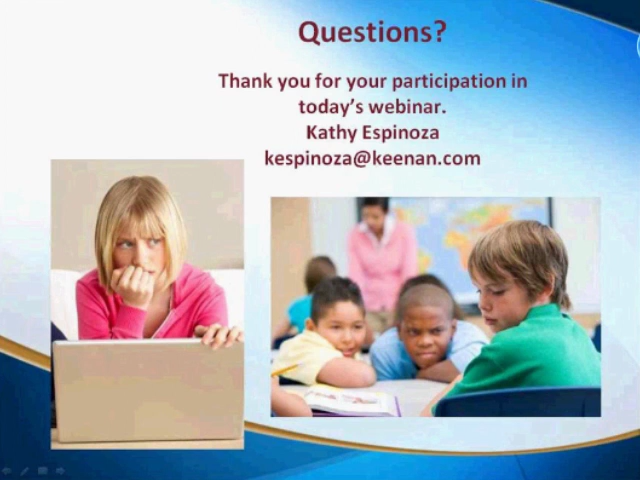 Questions?
Thank you for your participation in
today's webinar.
Kathy Espinoza
kespinoza@keenan.com